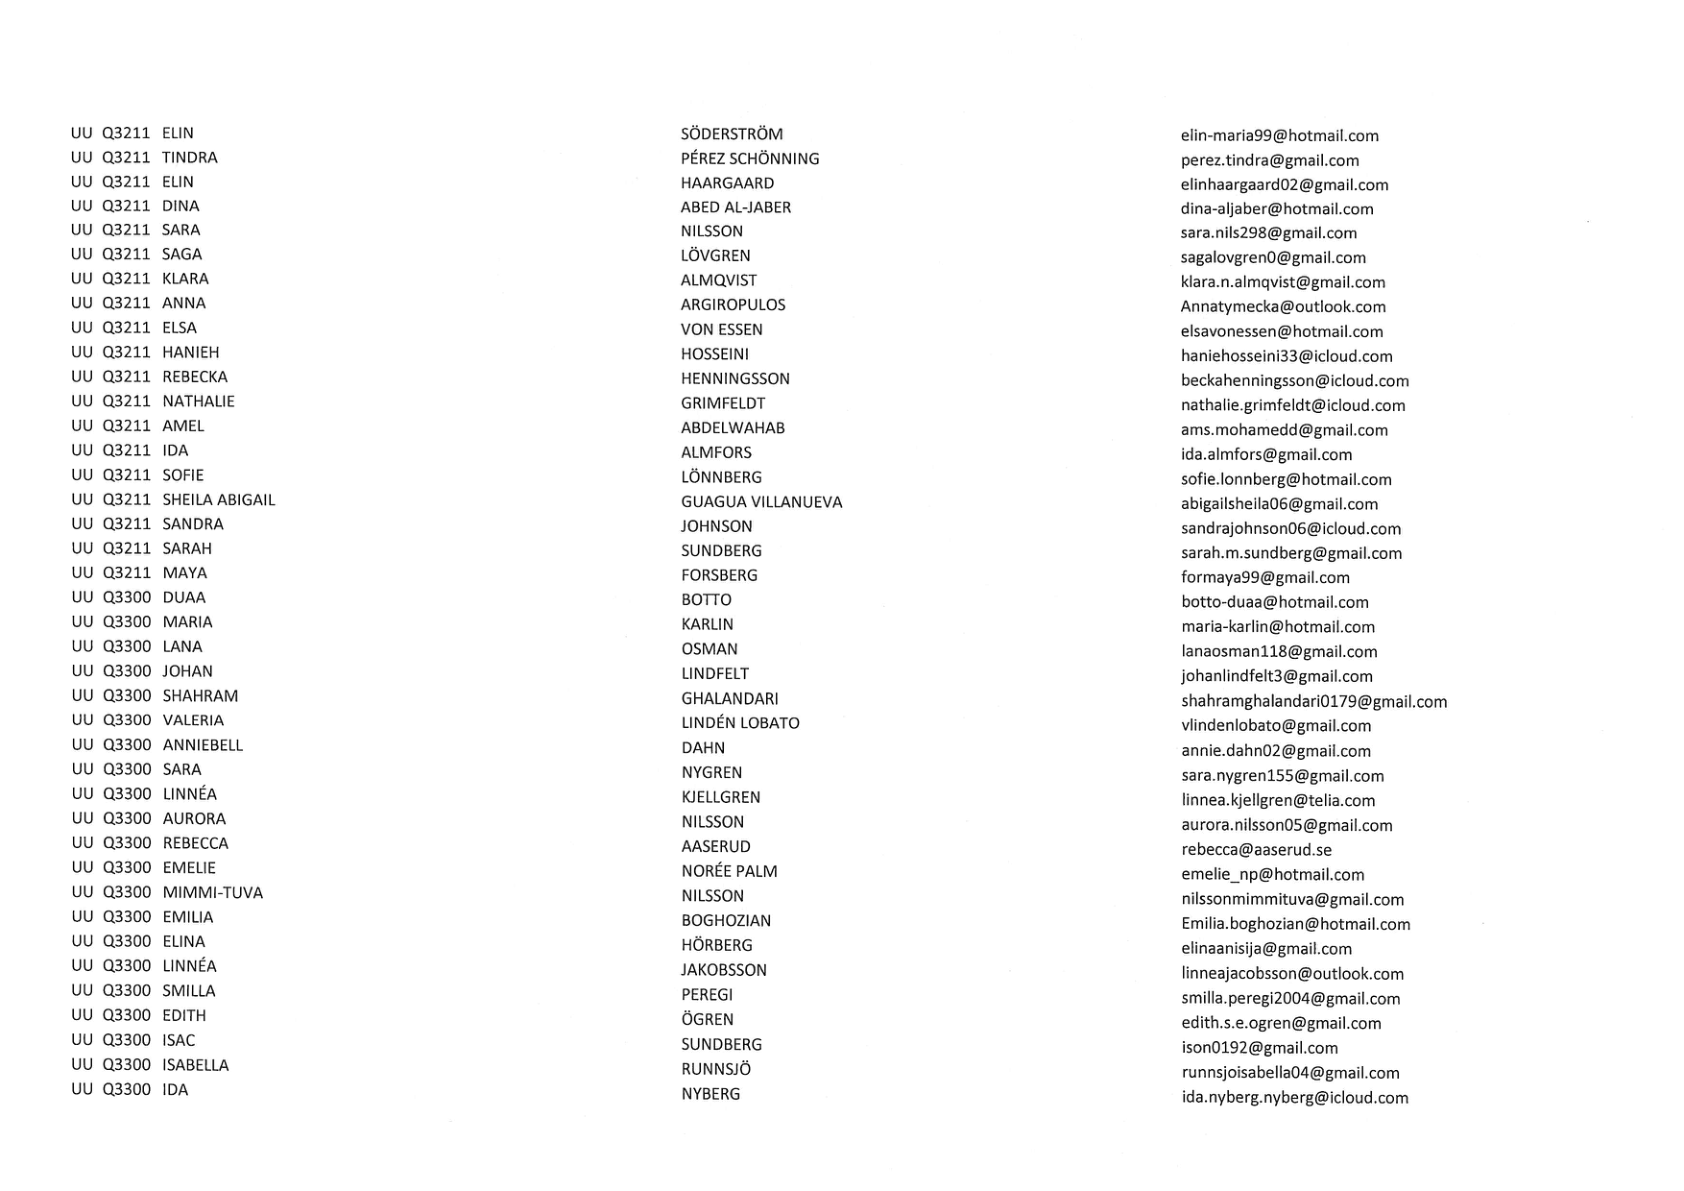 UU Q3211 ELIN SÖDERSTRÖM elin-maria99@hotmail.com
UU Q3211 TINDRA PÉREZ SCHÖNNING perez.tindra@gmail.com
UU Q3211 ELIN HAARGAARD elinhaargaard02@gmail.com
UU Q3211 DINA ABED AL-JABER dina-aljaber@hotmail.com
UU Q3211 SARA NILSSON sara.nils298@gmail.com
UU Q3211 SAGA LÖVGREN sagalovgren0@gmail.com
UU Q3211 KLARA ALMQVIST klara.n.almqvist@gmail.com
UU Q3211 ANNA ARGIROPULOS Annatymecka@outlook.com
UU Q3211 ELSA VON ESSEN elsavonessen@hotmail.com
UU Q3211 HANIEH HOSSEINI haniehosseini33@icloud.com
UU Q3211 REBECKA HENNINGSSON beckahenningsson@icloud.com
UU Q3211 NATHALIE GRIMFELDT nathalie.grimfeldt@icloud.com
UU Q3211 AMEL ABDELWAHAB ams.mohamedd@gmail.com
UU Q3211 IDA ALMFORS ida.almfors@gmail.com
UU Q3211 SOFIE LÖNNBERG sofie.lonnberg@hotmail.com
UU Q3211 SHEILA ABIGAIL GUAGUA VILLANUEVA abigailsheila06@gmail.com
UU Q3211 SANDRA JOHNSON sandrajohnson06@icloud.com
UU Q3211 SARAH SUNDBERG sarah.m.sundberg@gmail.com
UU Q3211 MAYA FORSBERG formaya99@gmail.com
UU Q3300 DUAA BOTTO botto-duaa@hotmail.com
UU Q3300 MARIA KARLIN maria-karlin@hotmail.com
UU Q3300 LANA OSMAN lanaosman118@gmail.com
UU Q3300 JOHAN LINDFELT johanlindfelt3@gmail.com
UU Q3300 SHAHRAM GHALANDARI shahramghalandari0179@gmail.com
UU Q3300 VALERIA LINDÉN LOBATO vlindenlobato@gmail.com
UU Q3300 ANNIEBELL DAHN annie.dahn02@gmail.com
UU Q3300 SARA NYGREN sara.nygren155@gmail.com
UU Q3300 LINNÉA KJELLGREN linnea.kjellgren@telia.com
UU Q3300 AURORA NILSSON aurora.nilsson05@gmail.com
UU Q3300 REBECCA AASERUD rebecca@aaserud.se
UU Q3300 EMELIE NORÉE PALM emelie_np@hotmail.com
UU Q3300 MIMMI-TUVA NILSSON nilssonmimmituva@gmail.com
UU Q3300 EMILIA BOGHOZIAN Emilia.boghozian@hotmail.com
UU Q3300 ELINA HÖRBERG elinaanisija@gmail.com
UU Q3300 LINNÉA JAKOBSSON linneajacobsson@outlook.com
UU Q3300 SMILLA PEREGI smilla.peregi2004@gmail.com
UU Q3300 EDITH ÖGREN edith.s.e.ogren@gmail.com
UU Q3300 ISAC SUNDBERG ison0192@gmail.com
UU Q3300 ISABELLA RUNNSJÖ runnsjoisabella04@gmail.com
UU Q3300 IDA NYBERG ida.nyberg.nyberg@icloud.com